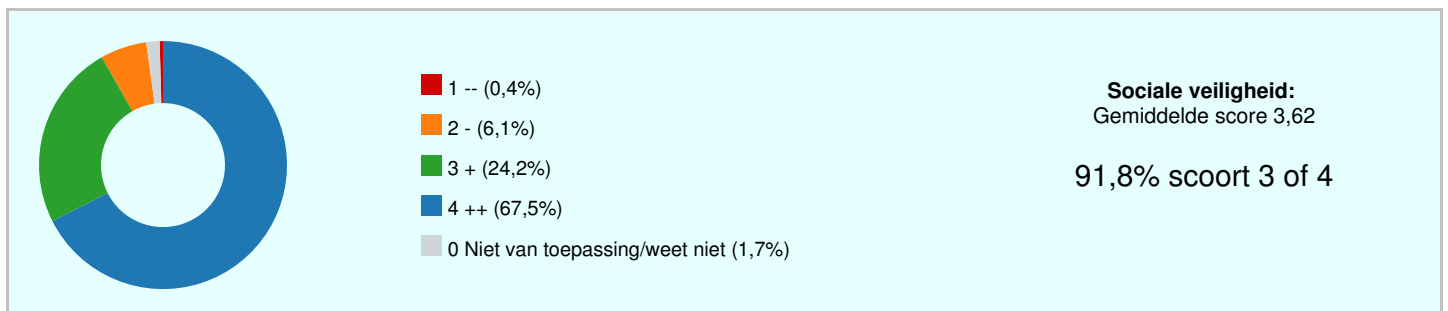 1 -- (0,4%)
2 - (6,1%)
3 + (24,2%)
4 ++ (67,5%)
0 Niet van toepassing/weet niet (1,7%)
Sociale veiligheid:
Gemiddelde score 3,62
91,8% scoort 3 of 4